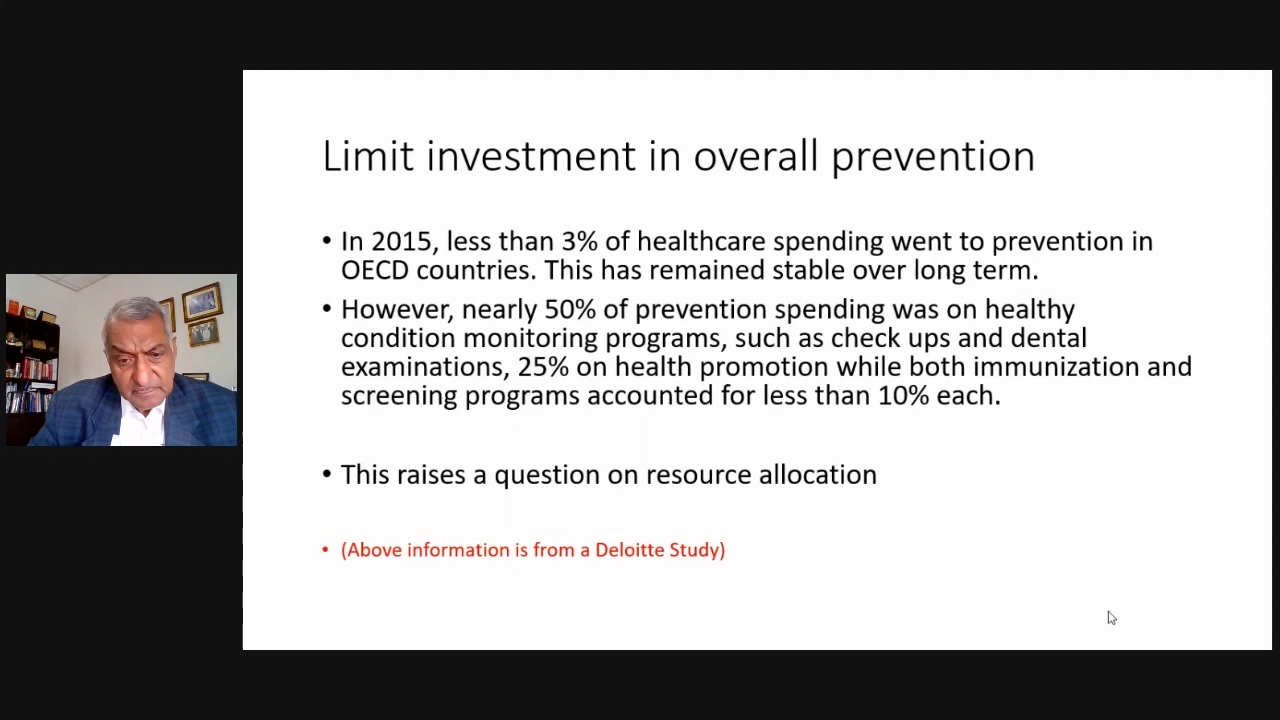 Limit investment in overall prevention
• In 2015, less than 3% of healthcare spending went to prevention in
OECD countries. This has remained stable over long term.
• However, nearly 50% of prevention spending was on healthy
condition monitoring programs, such as check ups and dental
examinations, 25% on health promotion while both immunization and
screening programs accounted for less than 10% each.
• This raises a question on resource allocation
• (Above information is from a Deloitte Study)